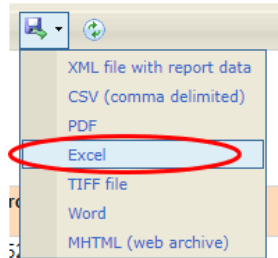 XML file with report data
CSV (comma delimited)
PDF
Excel
TIFF file
Word
MHTML (web archive)